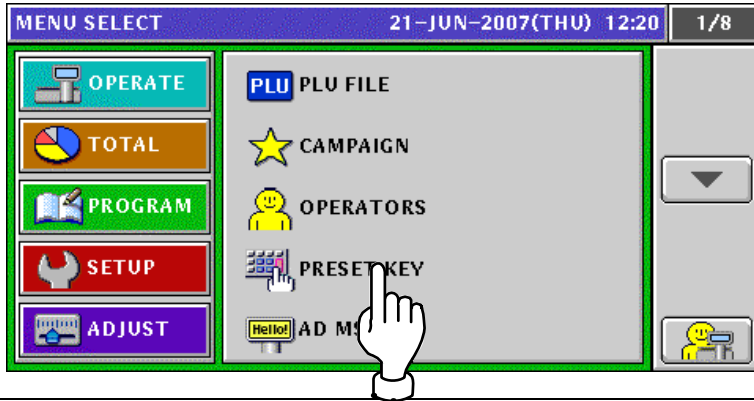 MENU SELECT 21-JUN-2007(THU) 12:20 1/8
OPERATE
TOTAL
PROGRAM
SETUP
ADJUST
PLU PLU FILE
CAMPAIGN
OPERATORS
PRESET KEY
Hello! AD